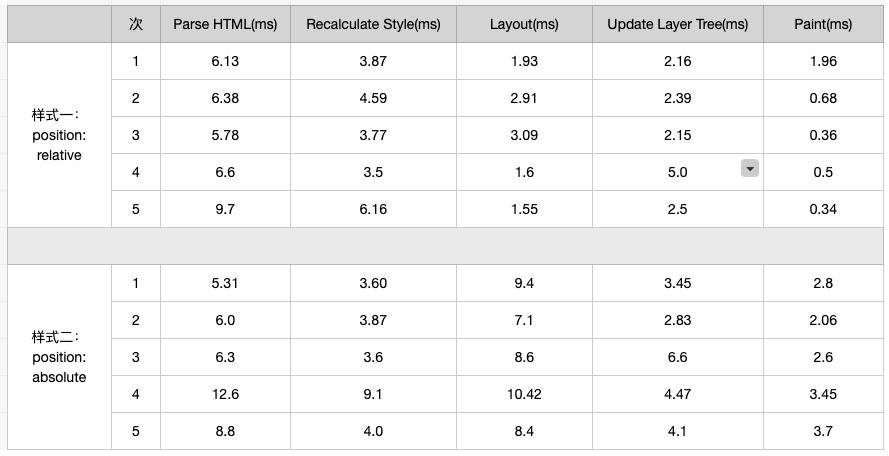 次 Parse HTML(ms) Recalculate Style(ms) Layout(ms) Update Layer Tree(ms) Paint(ms)
样式一：
position:
relative
1 6.13 3.87 1.93 2.16 1.96
2 6.38 4.59 2.91 2.39 0.68
3 5.78 3.77 3.09 2.15 0.36
4 6.6 3.5 1.6 5.0 0.5
5 9.7 6.16 1.55 2.5 0.34
样式二：
position:
absolute
1 5.31 3.60 9.4 3.45 2.8
2 6.0 3.87 7.1 2.83 2.06
3 6.3 3.6 8.6 6.6 2.6
4 12.6 9.1 10.42 4.47 3.45
5 8.8 4.0 8.4 4.1 3.7